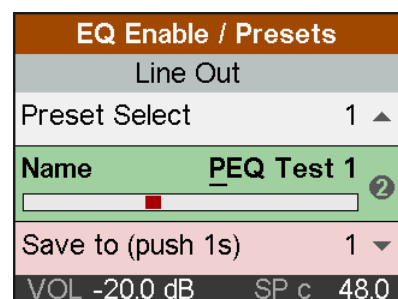 EQ Enable / Presets
Line Out
Preset Select 1
Name PEQ Test 1
2
Save to (push 1s) 1
VOL -20.0 dB SP c 48.0